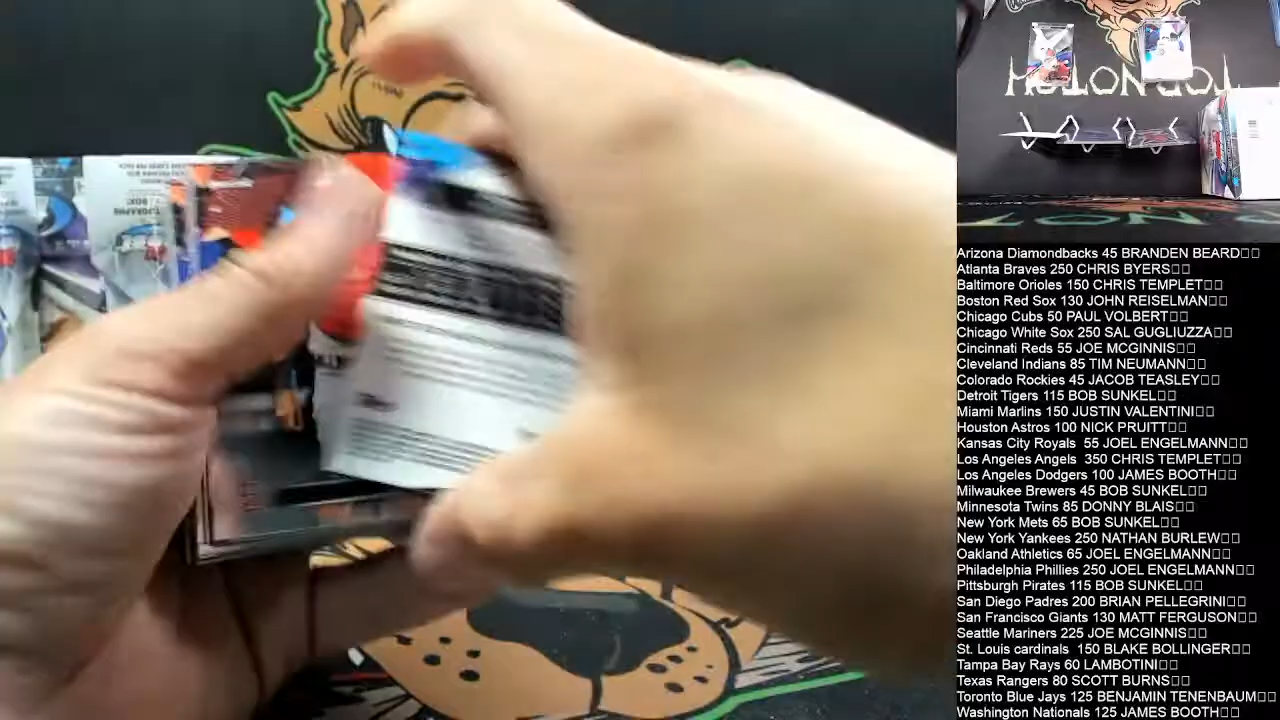 TOP NOTCH
Arizona Diamondbacks 45 BRANDEN BEARD□□
Atlanta Braves 250 CHRIS BYERS□□
Baltimore Orioles 150 CHRIS TEMPLET□□
Boston Red Sox 130 JOHN REISELMAN□□
Chicago Cubs 50 PAUL VOLBERT□□
Chicago White Sox 250 SAL GUGLIUZZA□□
Cincinnati Reds 55 JOE MCGINNIS□□
Cleveland Indians 85 TIM NEUMANN□□
Colorado Rockies 45 JACOB TEASLEY□□
Detroit Tigers 115 BOB SUNKEL□□
Miami Marlins 150 JUSTIN VALENTINI□□
Houston Astros 100 NICK PRUITT□□
Kansas City Royals 55 JOEL ENGELMANN□□
Los Angeles Angels 350 CHRIS TEMPLET□□
Los Angeles Dodgers 100 JAMES BOOTH□□
Milwaukee Brewers 45 BOB SUNKEL□□
Minnesota Twins 85 DONNY BLAIS□□
New York Mets 65 BOB SUNKEL□□
New York Yankees 250 NATHAN BURLEW□□
Oakland Athletics 65 JOEL ENGELMANN□□
Philadelphia Phillies 250 JOEL ENGELMANN□□
Pittsburgh Pirates 115 BOB SUNKEL□□
San Diego Padres 200 BRIAN PELLEGRINI□□
San Francisco Giants 130 MATT FERGUSON□□
Seattle Mariners 225 JOE MCGINNIS□□
St. Louis cardinals 150 BLAKE BOLLINGER□□
Tampa Bay Rays 60 LAMBOTINI□□
Texas Rangers 80 SCOTT BURNS□□
Toronto Blue Jays 125 BENJAMIN TENENBAUM□□
Washington Nationals 125 JAMES BOOTH□□